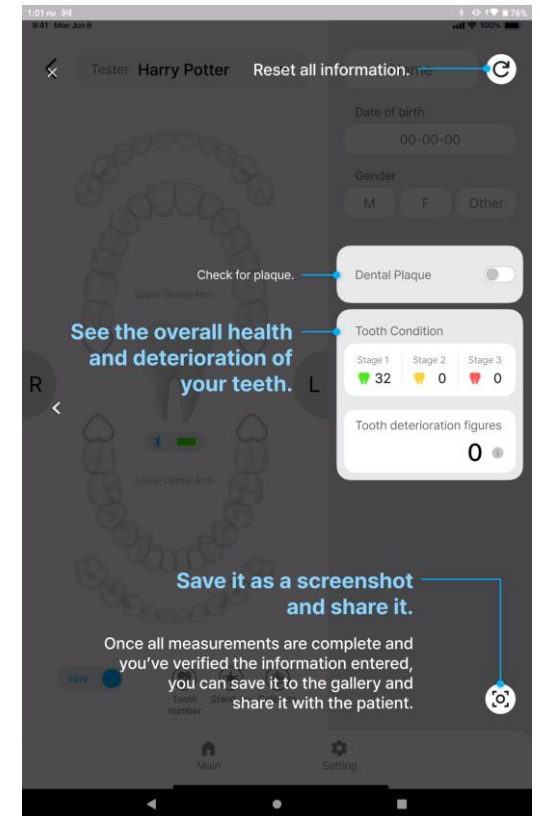 1:01 PM
76%
9:41 Mon Jun 6
100%
Tester Harry Potter
Reset all information.
Name
Date of birth
00-00-00
Gender
M F Other
Check for plaque.
Dental Plaque
Upper Dental Arch
See the overall health
and deterioration of
your teeth.
Tooth Condition
Stage 1 Stage 2 Stage 3
32 0 0
R L
Tooth deterioration figures
0
Lower Dental Arch
Save it as a screenshot
and share it.
Once all measurements are complete and
you've verified the information entered,
you can save it to the gallery and
share it with the patient.
Save
Tooth
number
Main Setting